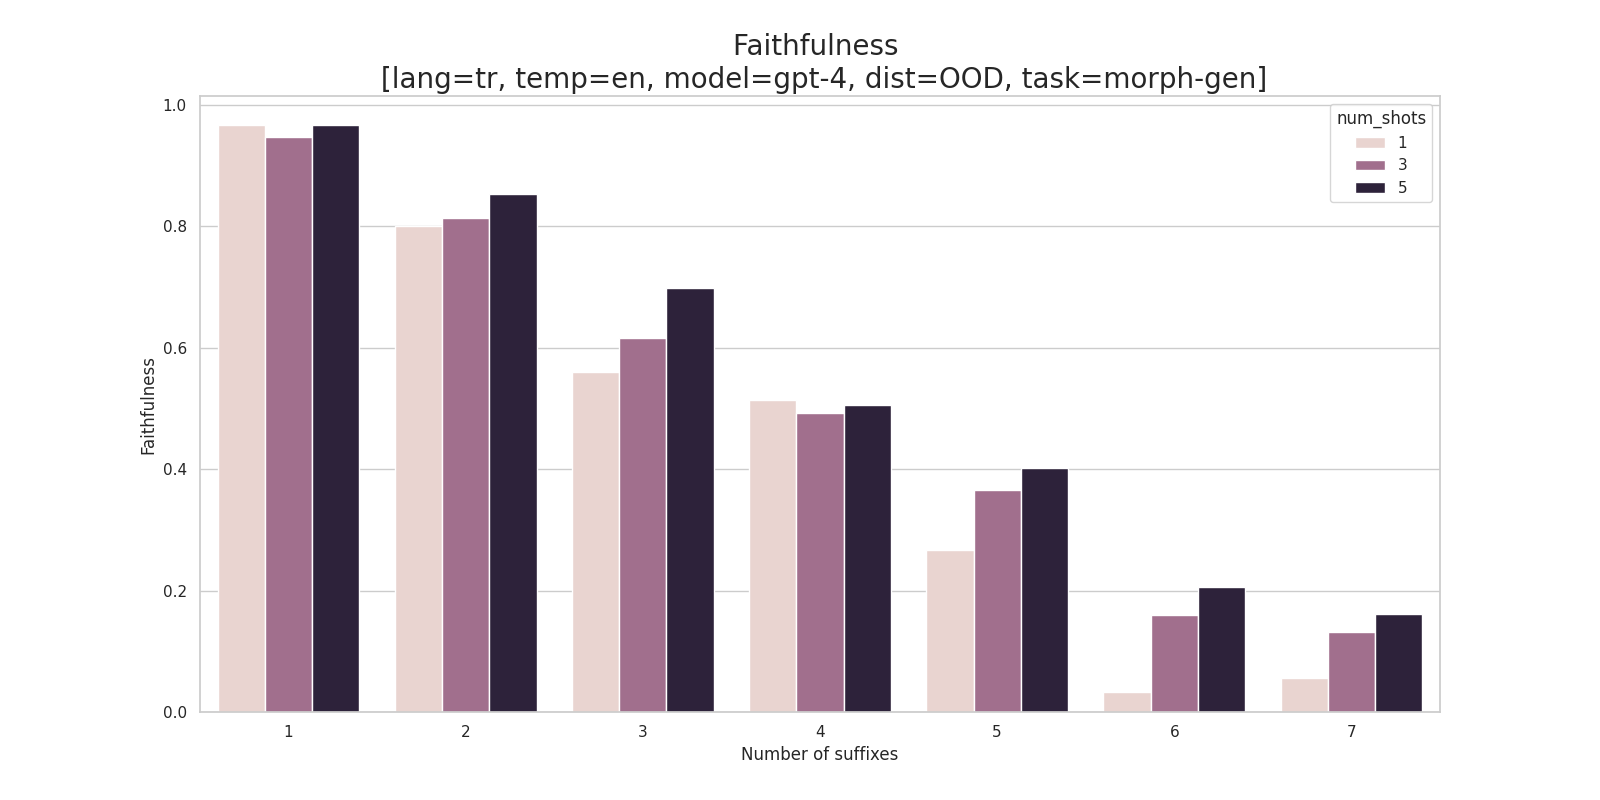 Faithfulness
[lang=tr, temp=en, model=gpt-4, dist=OOD, task=morph-gen]
num_shots
1
3
5
Faithfulness
1.0
0.8
0.6
0.4
0.2
0.0
1 2 3 4 5 6 7
Number of suffixes